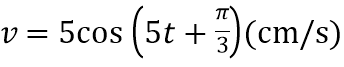 v = 5cos (5t + π/3)(cm/s)